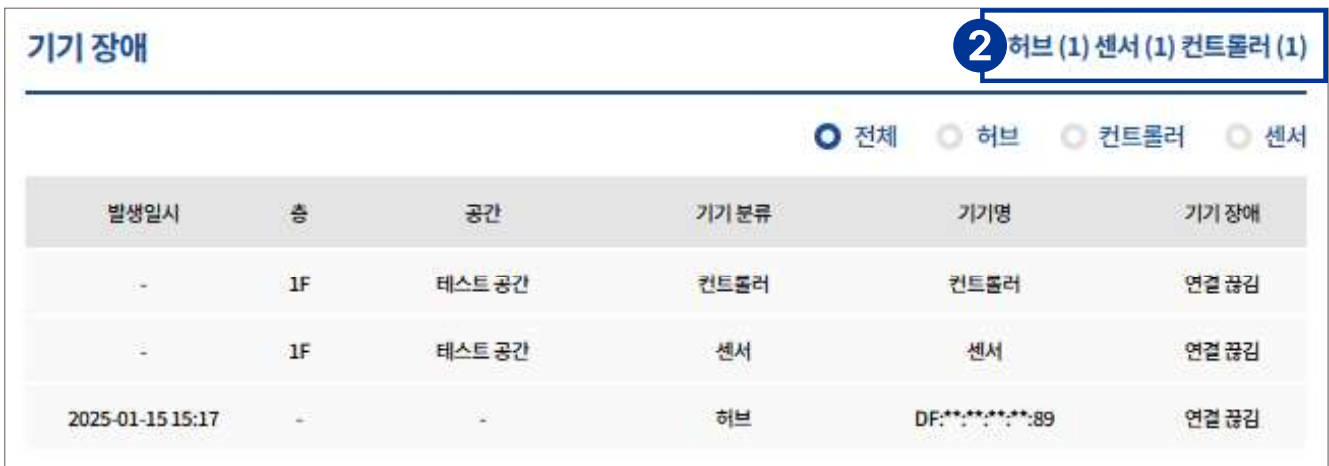 기기 장애
2 허브 (1) 센서 (1) 컨트롤러 (1)
전체 허브 컨트롤러 센서
발생일시 층 공간 기기 분류 기기명 기기 장애
- 1F 테스트 공간 컨트롤러 컨트롤러 연결 끊김
- 1F 테스트 공간 센서 센서 연결 끊김
2025-01-15 15:17 - - 허브 DF:**:**:**:**:89 연결 끊김